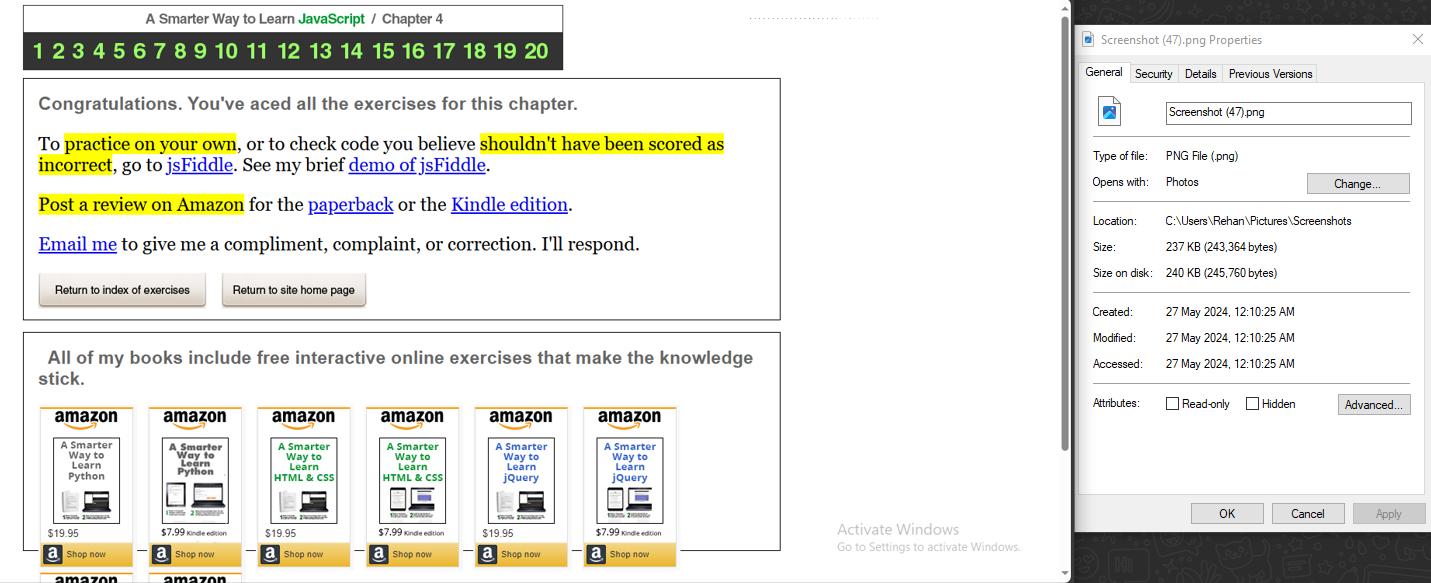 A Smarter Way to Learn JavaScript / Chapter 4
1 2 3 4 5 6 7 8 9 10 11 12 13 14 15 16 17 18 19 20
Congratulations. You've aced all the exercises for this chapter.
To practice on your own, or to check code you believe shouldn't have been scored as
incorrect, go to jsFiddle. See my brief demo of jsFiddle.
Post a review on Amazon for the paperback or the Kindle edition.
Email me to give me a compliment, complaint, or correction. I'll respond.
Return to index of exercises Return to site home page
All of my books include free interactive online exercises that make the knowledge
stick.
amazon
A Smarter
Way to
Learn
Python
$19.95
Shop now
amazon
A Smarter
Way to
Learn
Python
$7.99 Kindle edition
Shop now
amazon
A Smarter
Way to
Learn
HTML & CSS
$19.95
Shop now
amazon
A Smarter
Way to
Learn
HTML & CSS
$7.99 Kindle edition
Shop now
amazon
A Smarter
Way to
Learn
jQuery
$19.95
Shop now
amazon
A Smarter
Way to
Learn
jQuery
$7.99 Kindle edition
Shop now
amazon amazon
Activate Windows
Go to Settings to activate Windows.
Screenshot (47).png Properties
General Security Details Previous Versions
Screenshot (47).png
Type of file: PNG File (.png)
Opens with: Photos Change...
Location: C:\Users\Rehan\Pictures\Screenshots
Size: 237 KB (243,364 bytes)
Size on disk: 240 KB (245,760 bytes)
Created: 27 May 2024, 12:10:25 AM
Modified: 27 May 2024, 12:10:25 AM
Accessed: 27 May 2024, 12:10:25 AM
Attributes: Read-only Hidden Advanced...
OK Cancel Apply